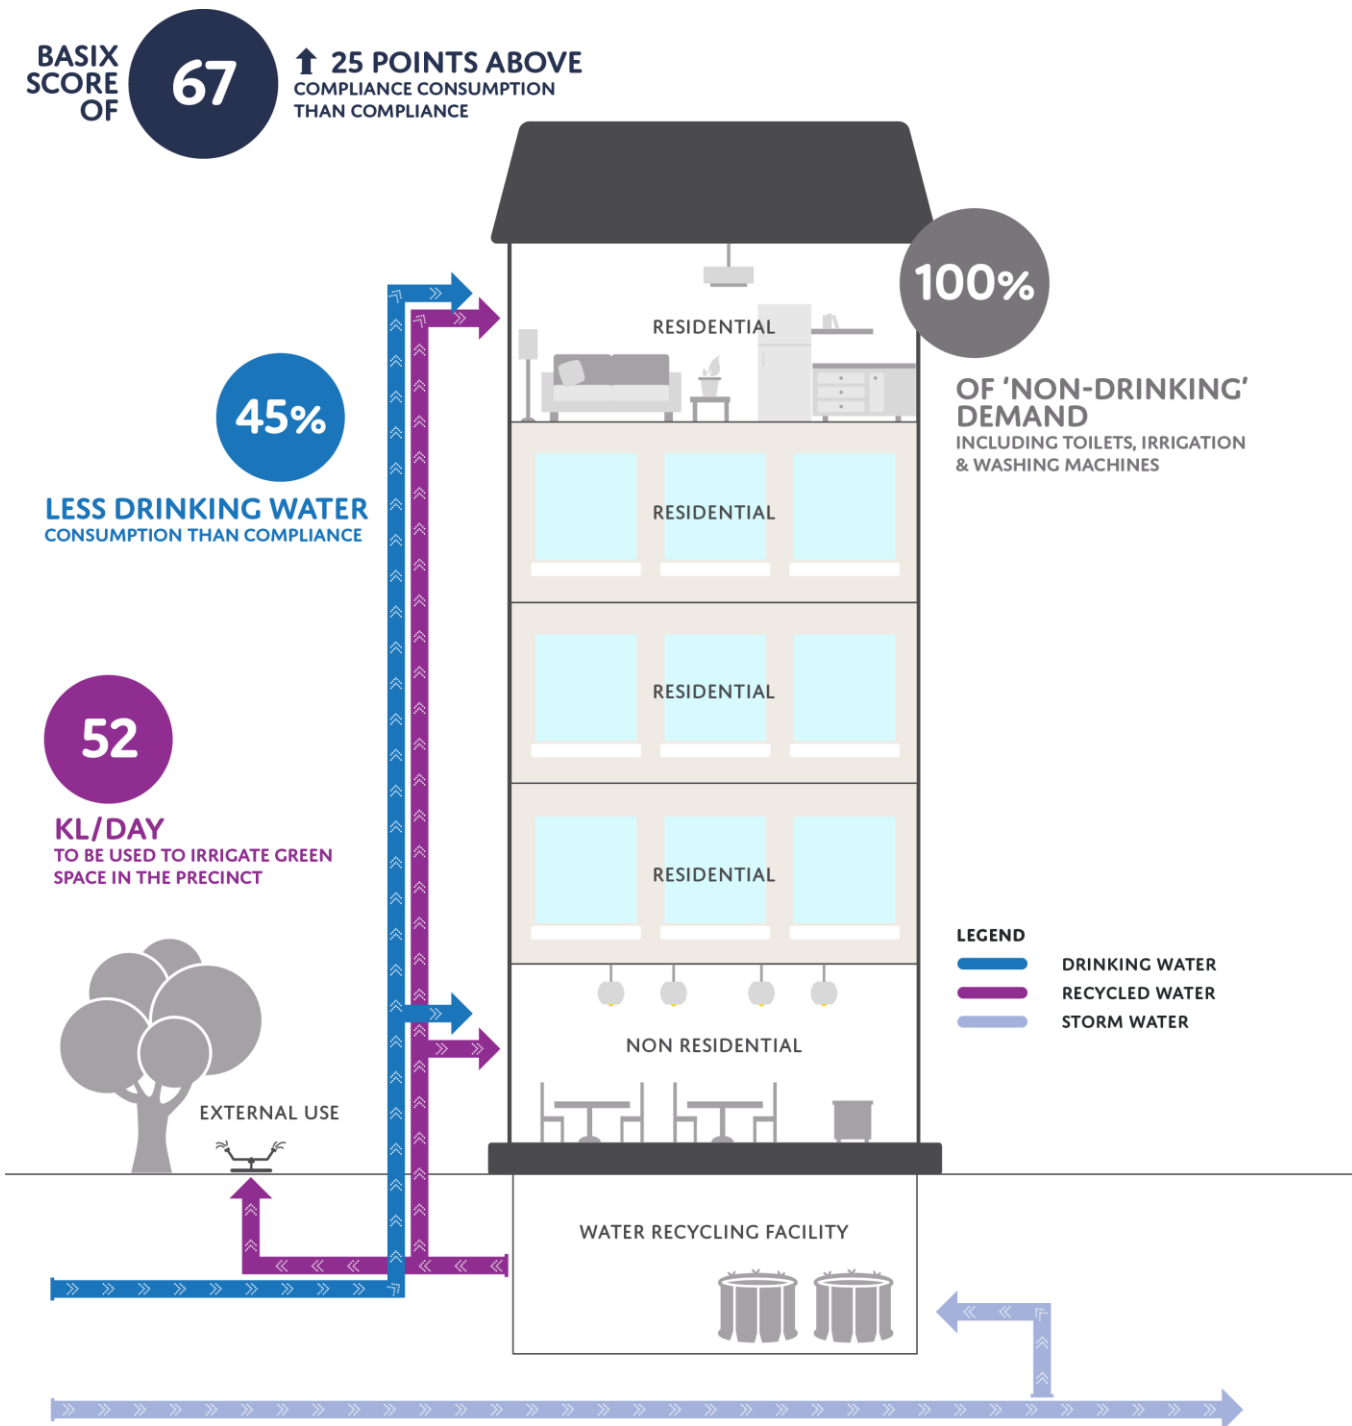 BASIX
SCORE
OF
67
25 POINTS ABOVE
COMPLIANCE CONSUMPTION
THAN COMPLIANCE
100%
OF ‘NON-DRINKING’
DEMAND
INCLUDING TOILETS, IRRIGATION
& WASHING MACHINES
RESIDENTIAL
45%
LESS DRINKING WATER
CONSUMPTION THAN COMPLIANCE
RESIDENTIAL
RESIDENTIAL
52
KL/DAY
TO BE USED TO IRRIGATE GREEN
SPACE IN THE PRECINCT
RESIDENTIAL
LEGEND
DRINKING WATER
RECYCLED WATER
STORM WATER
NON RESIDENTIAL
EXTERNAL USE
WATER RECYCLING FACILITY